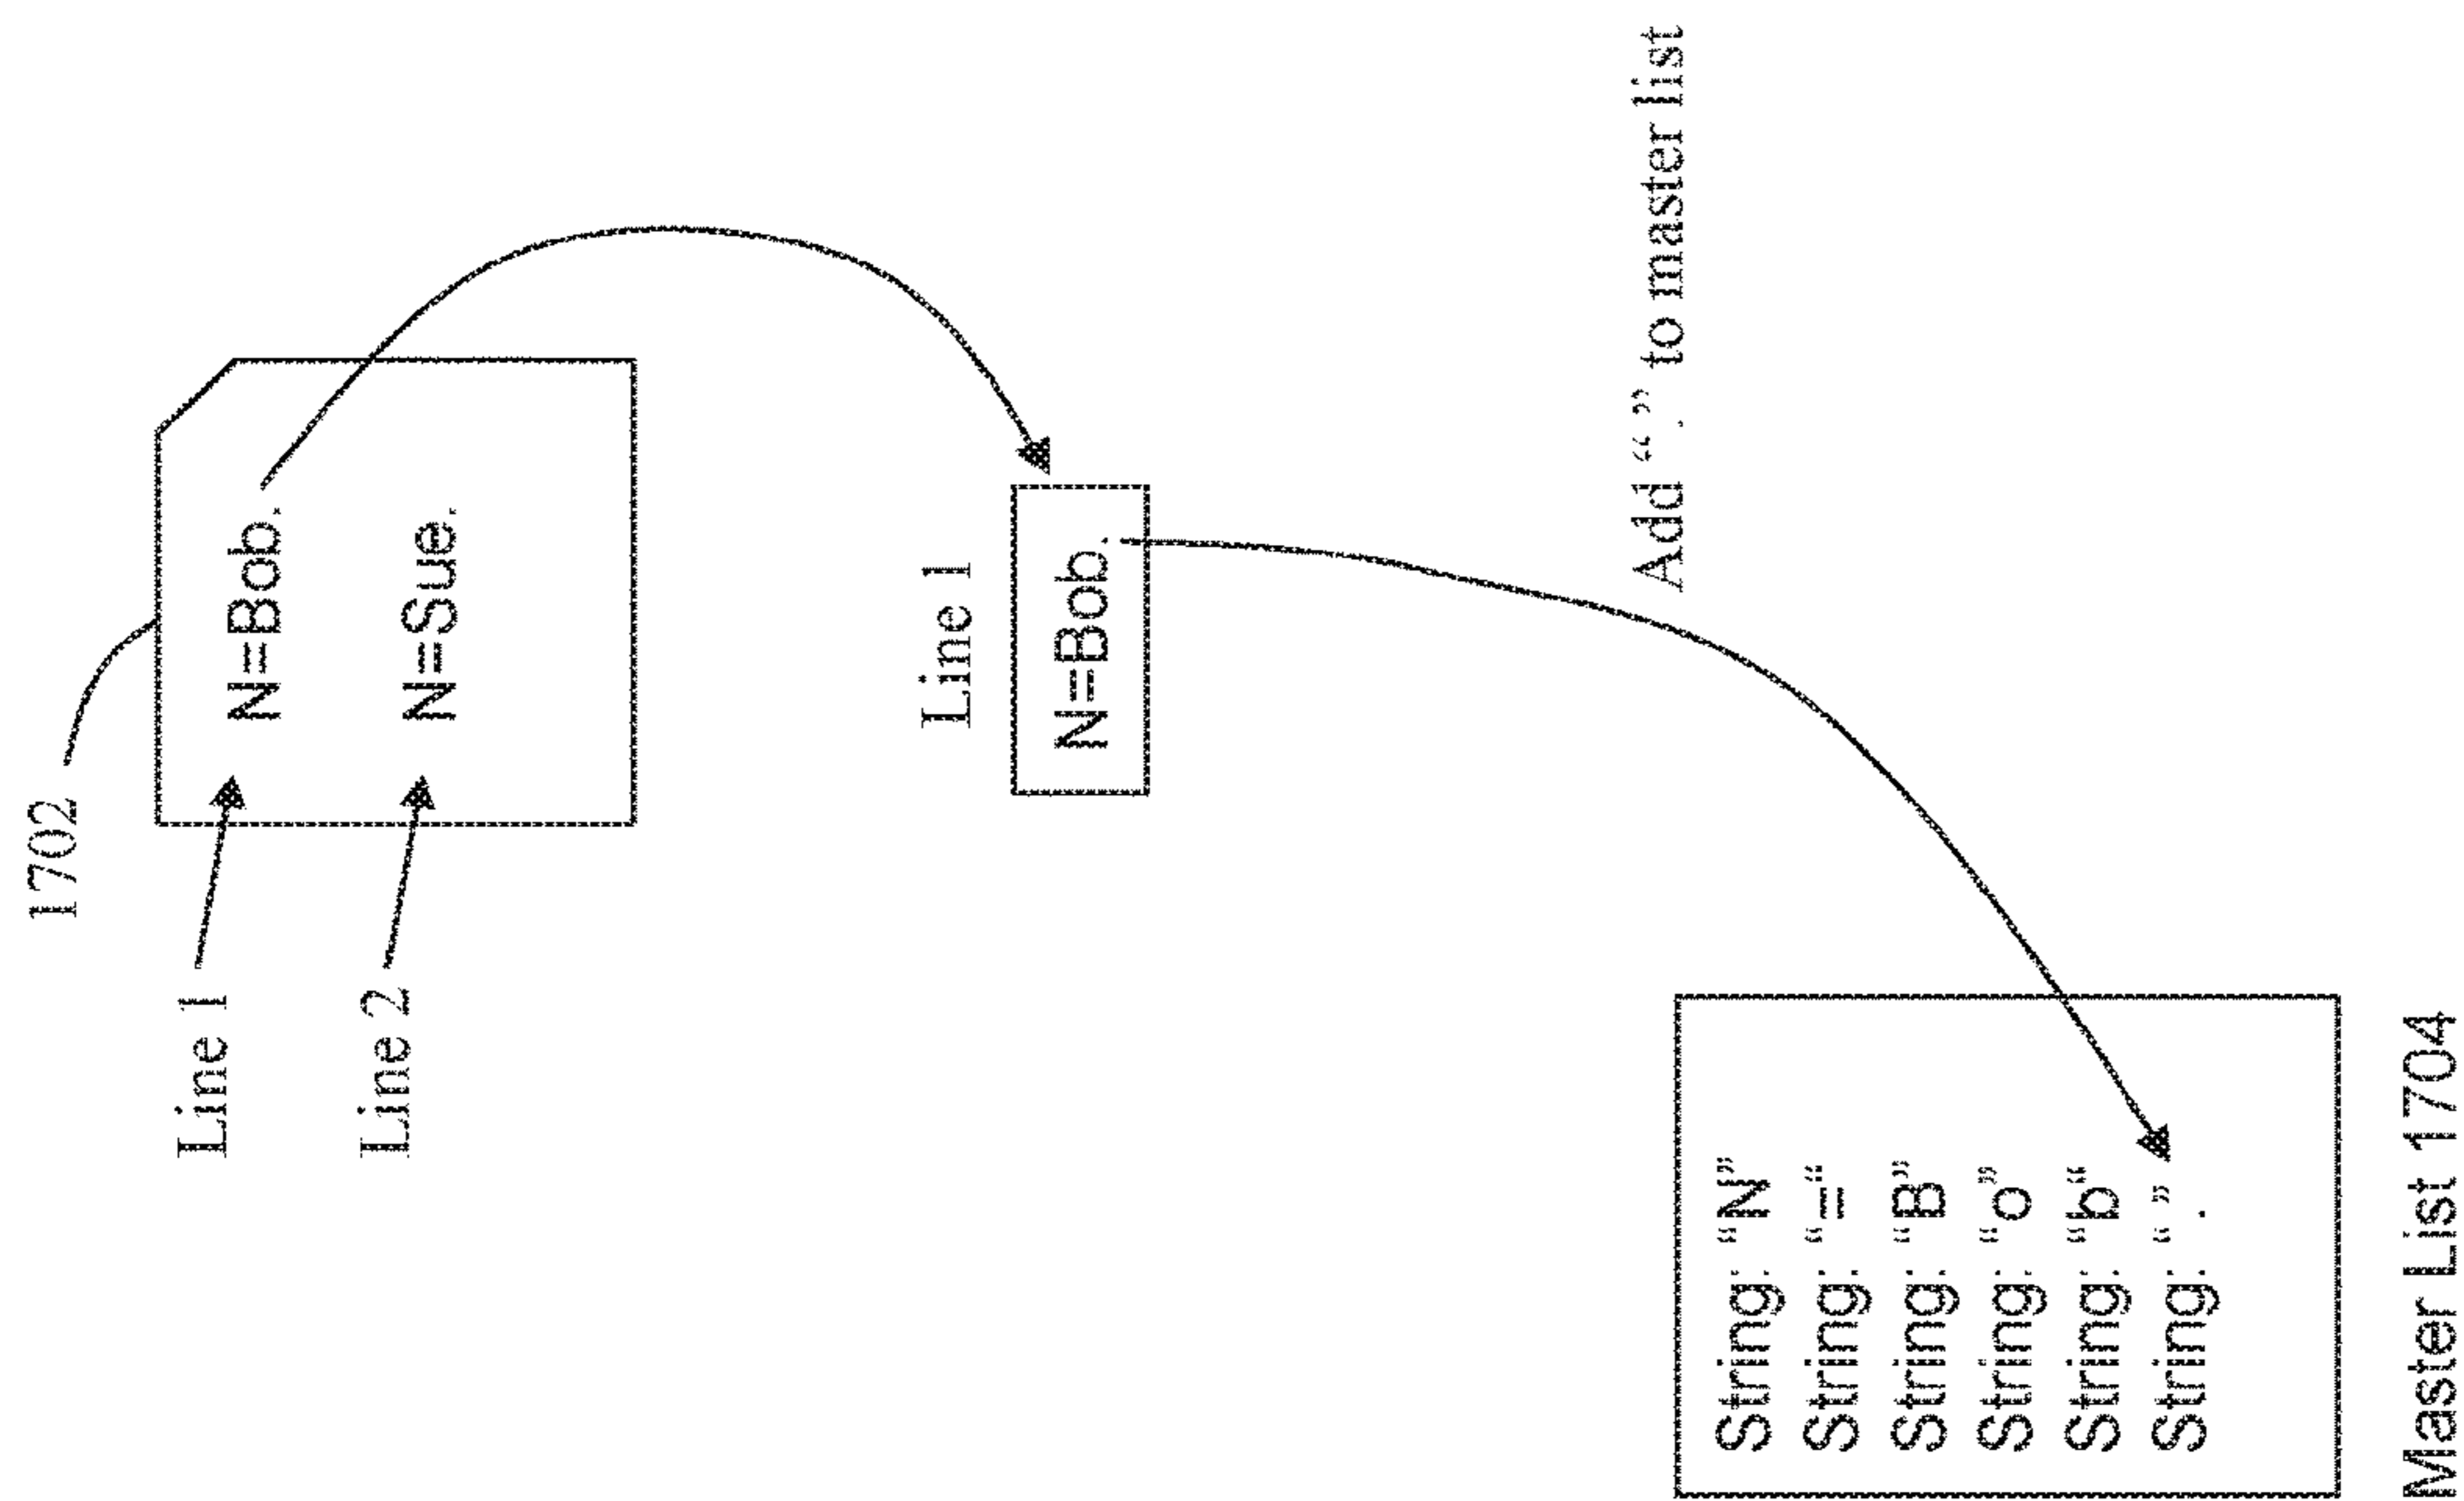 1702
Line 1
N=Bob.
Line 2
N=Sue.
Line 1
N=Bob.
Add “.” to master list
String: “N”
String: “=“
String: “B”
String: “o”
String: “b“
String: “.”
Master List 1704